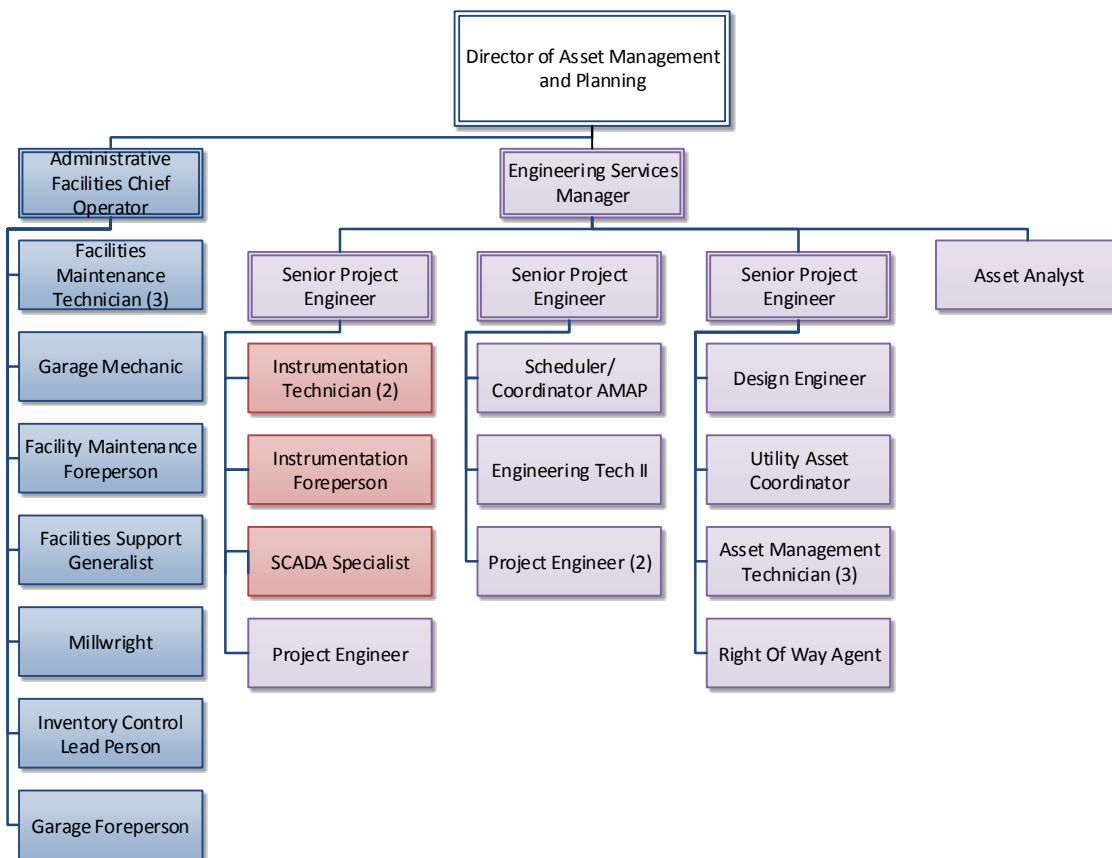 Director of Asset Management
and Planning
Administrative
Facilities Chief
Operator
Engineering Services
Manager
Facilities
Maintenance
Technician (3)
Garage Mechanic
Facility Maintenance
Foreperson
Facilities Support
Generalist
Millwright
Inventory Control
Lead Person
Garage Foreperson
Senior Project
Engineer
Instrumentation
Technician (2)
Instrumentation
Foreperson
SCADA Specialist
Project Engineer
Senior Project
Engineer
Scheduler/
Coordinator AMAP
Engineering Tech II
Project Engineer (2)
Senior Project
Engineer
Design Engineer
Utility Asset
Coordinator
Asset Management
Technician (3)
Right Of Way Agent
Asset Analyst